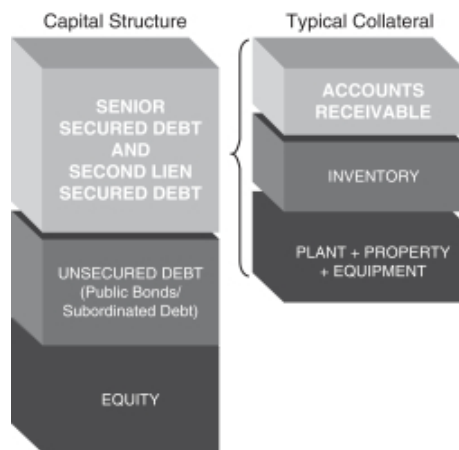 Capital Structure
Typical Collateral
SENIOR
SECURED DEBT
AND
SECOND LIEN
SECURED DEBT
UNSECURED DEBT
(Public Bonds/
Subordinated Debt)
EQUITY
ACCOUNTS
RECEIVABLE
INVENTORY
PLANT + PROPERTY
+ EQUIPMENT